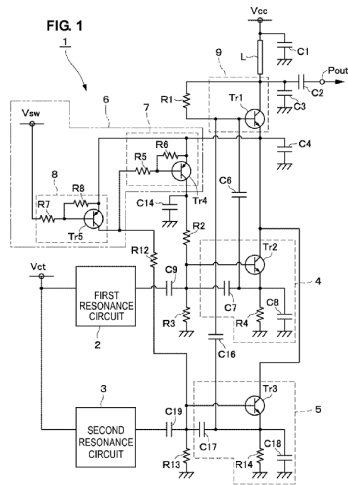 FIG. 1
Vcc
1
9
L
C1
Pout
C2
6
R1
Tr1
C3
Vsw
7
R6
R5
C4
8
R8
Tr4
R7
C14
C6
Tr5
R2
R12
Vct
Tr2
4
C9
FIRST
RESONANCE
CIRCUIT
C7
C8
R3
R4
2
C16
3
Tr3
SECOND
RESONANCE
CIRCUIT
C19
5
C17
C18
R13
R14